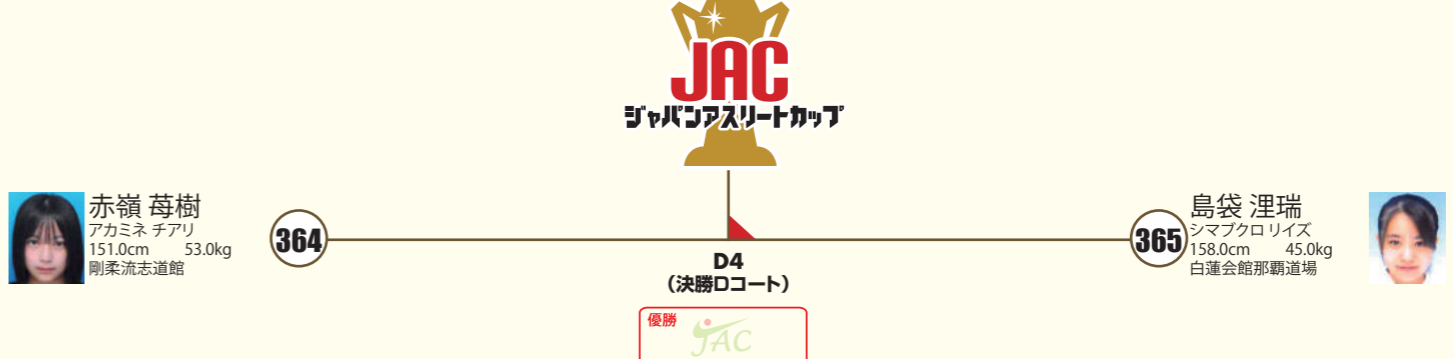 JAC
ジャパンアスリートカップ
赤嶺 苺樹
アカミネ チアリ
151.0cm 53.0kg
剛柔流志道館
364
365
島袋 浬瑞
シマブクロ リイズ
158.0cm 45.0kg
白蓮会館那覇道場
D4
(決勝Dコート)
優勝
JAC